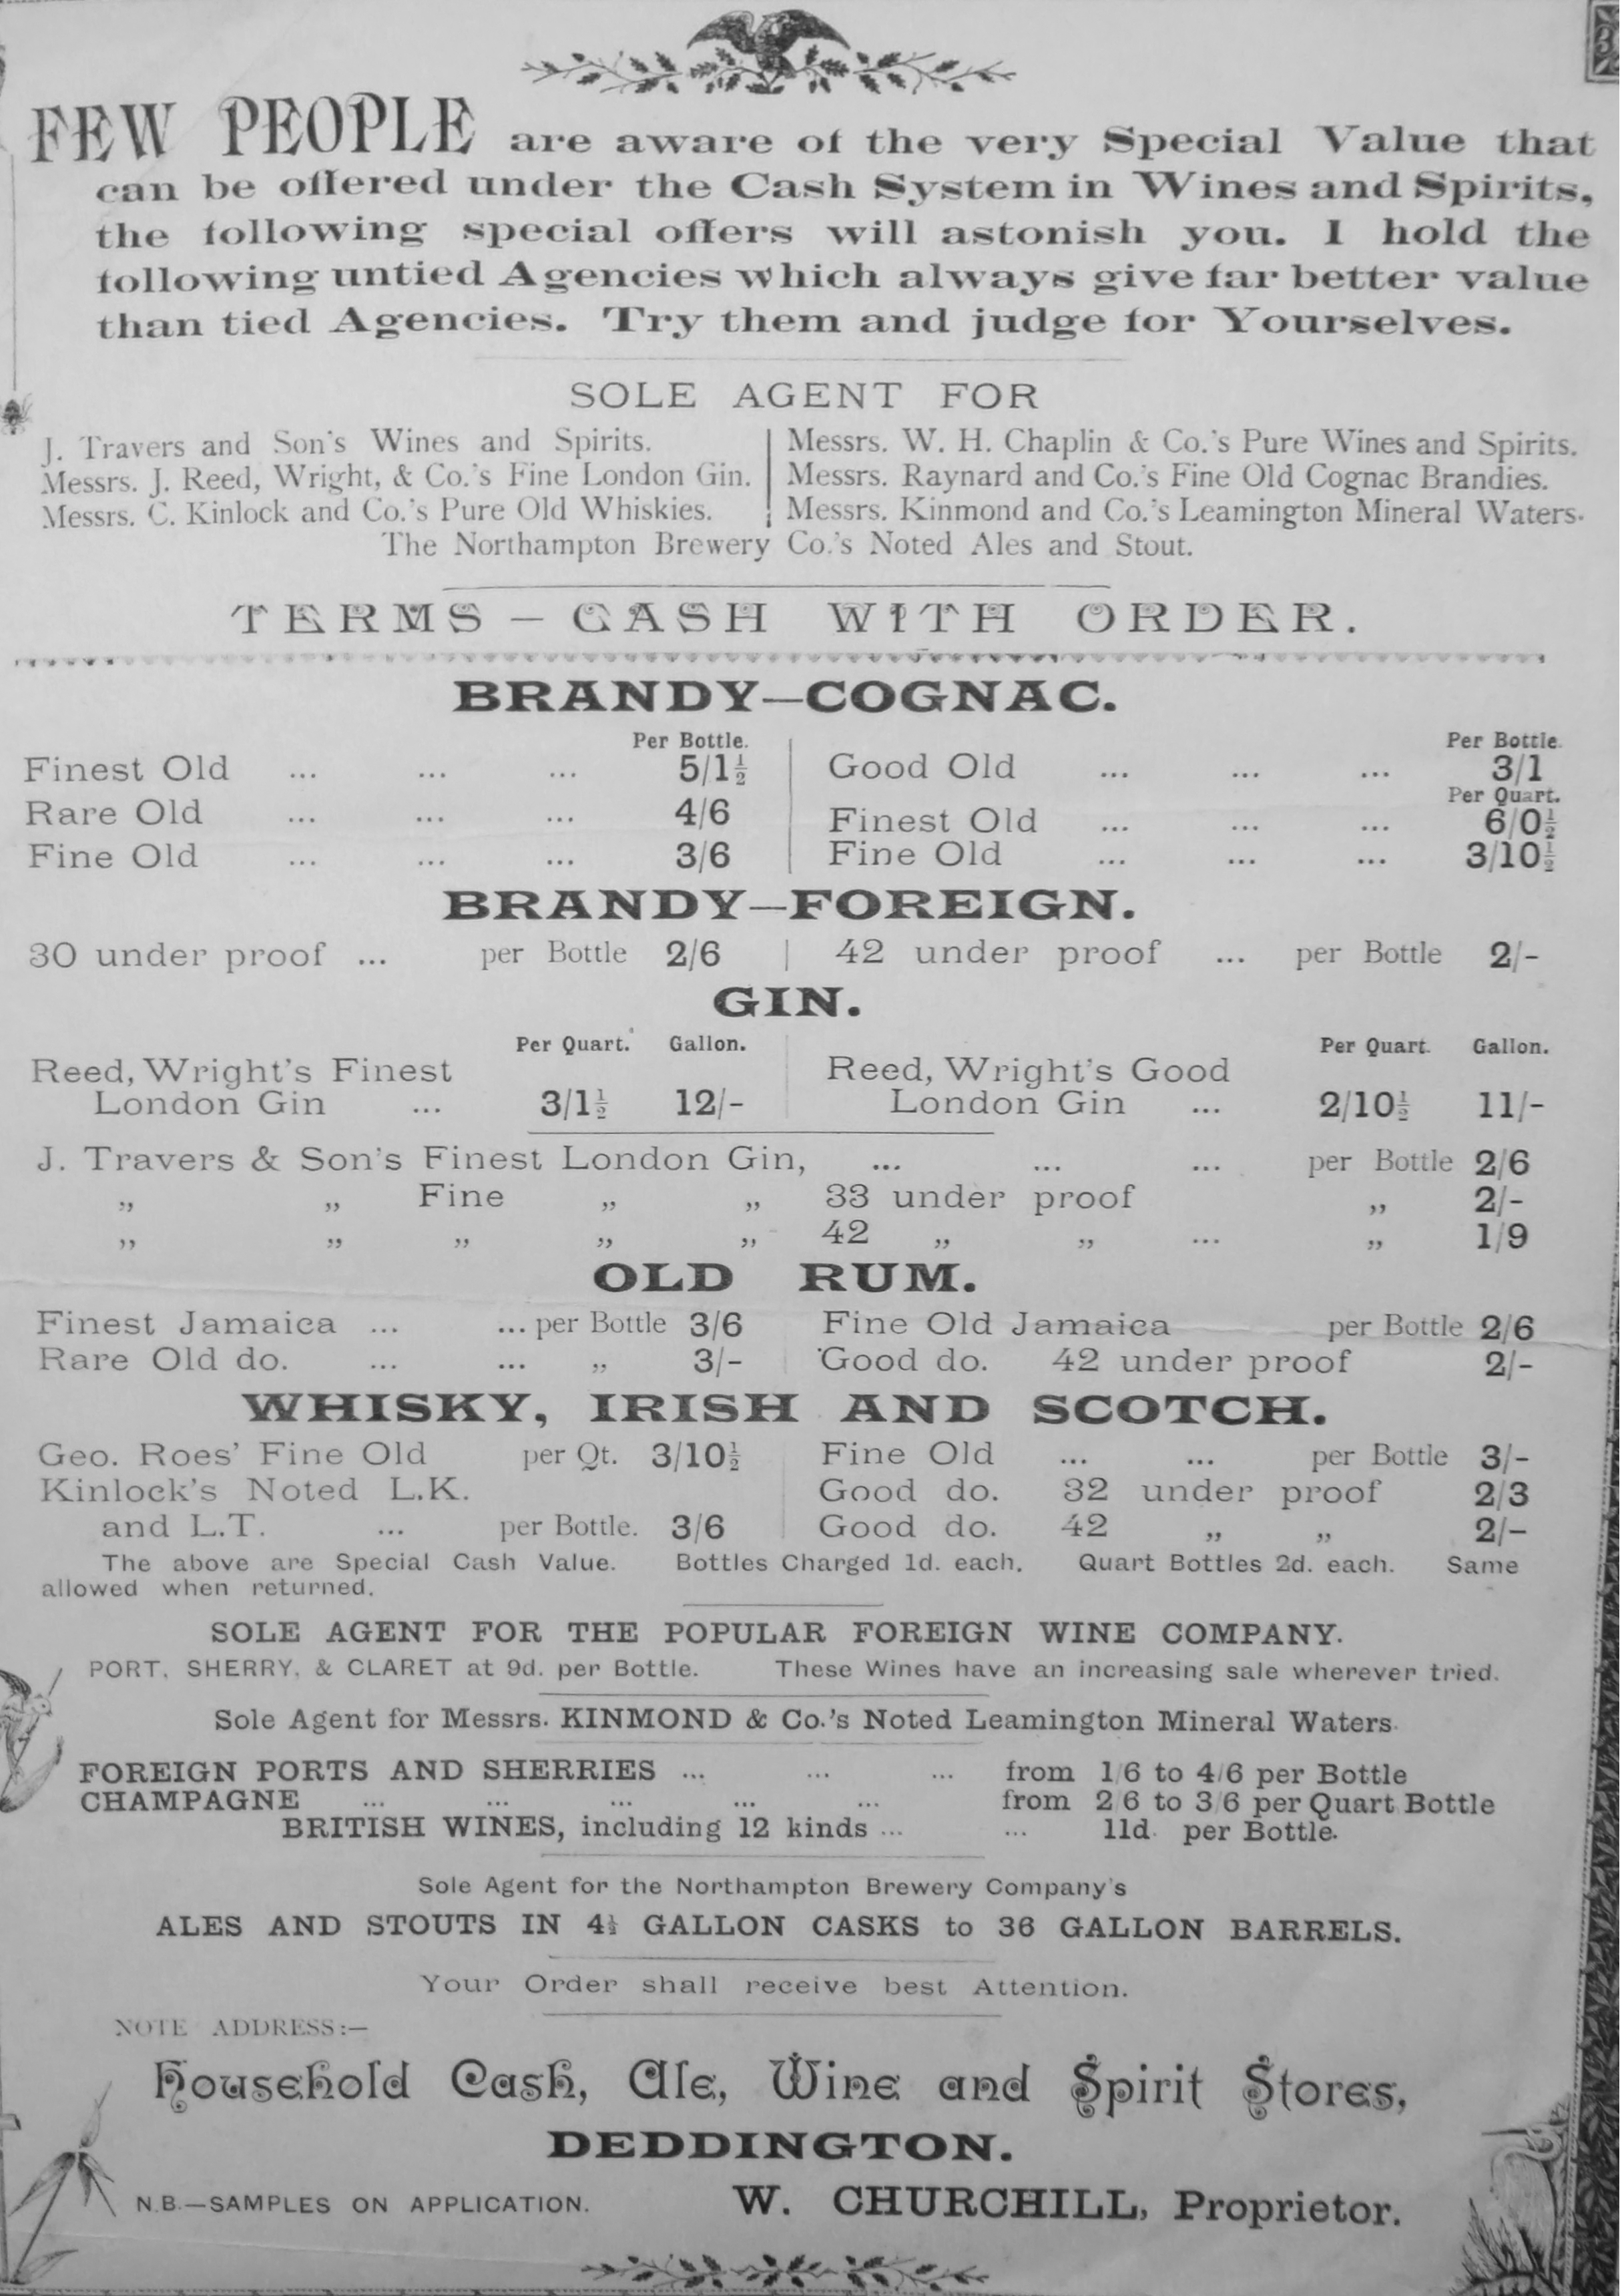 FEW PEOPLE are aware of the very Special Value that
can be offered under the Cash System in Wines and Spirits,
the following special offers will astonish you. I hold the
following untied Agencies which always give far better value
than tied Agencies. Try them and judge for Yourselves.
SOLE AGENT FOR
J. Travers and Son's Wines and Spirits.
Messrs. J. Reed, Wright, & Co.'s Fine London Gin.
Messrs. C. Kinlock and Co.'s Pure Old Whiskies.
Messrs. W. H. Chaplin & Co.'s Pure Wines and Spirits.
Messrs. Raynard and Co.'s Fine Old Cognac Brandies.
Messrs. Kinmond and Co.'s Leamington Mineral Waters.
The Northampton Brewery Co.'s Noted Ales and Stout.
TERMS – CASH WITH ORDER.
BRANDY—COGNAC.
Per Bottle.
Finest Old ... ... ... 5/1½
Rare Old ... ... ... 4/6
Fine Old ... ... ... 3/6
Per Bottle.
Good Old ... ... ... 3/1
Per Quart.
Finest Old ... ... ... 6/0½
Fine Old ... ... ... 3/10½
BRANDY—FOREIGN.
30 under proof ... per Bottle 2/6
42 under proof ... per Bottle 2/-
GIN.
Per Quart. Gallon.
Reed, Wright's Finest
London Gin ... 3/1½ 12/-
Per Quart. Gallon.
Reed, Wright's Good
London Gin ... 2/10½ 11/-
J. Travers & Son's Finest London Gin, ... ... ... per Bottle 2/6
„ „ Fine „ „ 33 under proof „ 2/-
„ „ „ „ „ 42 „ „ ... „ 1/9
OLD RUM.
Finest Jamaica ... ... per Bottle 3/6
Rare Old do. ... ... „ 3/-
Fine Old Jamaica per Bottle 2/6
Good do. 42 under proof 2/-
WHISKY, IRISH AND SCOTCH.
Geo. Roes' Fine Old per Qt. 3/10½
Kinlock's Noted L.K.
and L.T. ... per Bottle. 3/6
Fine Old ... ... per Bottle 3/-
Good do. 32 under proof 2/3
Good do. 42 „ „ 2/-
The above are Special Cash Value. Bottles Charged 1d. each. Quart Bottles 2d. each. Same
allowed when returned.
SOLE AGENT FOR THE POPULAR FOREIGN WINE COMPANY.
PORT, SHERRY, & CLARET at 9d. per Bottle. These Wines have an increasing sale wherever tried.
Sole Agent for Messrs. KINMOND & Co.'s Noted Leamington Mineral Waters.
FOREIGN PORTS AND SHERRIES ... ... ... from 1/6 to 4/6 per Bottle
CHAMPAGNE ... ... ... ... ... from 2/6 to 3/6 per Quart Bottle
BRITISH WINES, including 12 kinds ... ... 11d. per Bottle.
Sole Agent for the Northampton Brewery Company's
ALES AND STOUTS IN 4½ GALLON CASKS to 36 GALLON BARRELS.
Your Order shall receive best Attention.
NOTE ADDRESS:—
Household Cash, Ale, Wine and Spirit Stores,
DEDDINGTON.
N.B.—SAMPLES ON APPLICATION.
W. CHURCHILL, Proprietor.